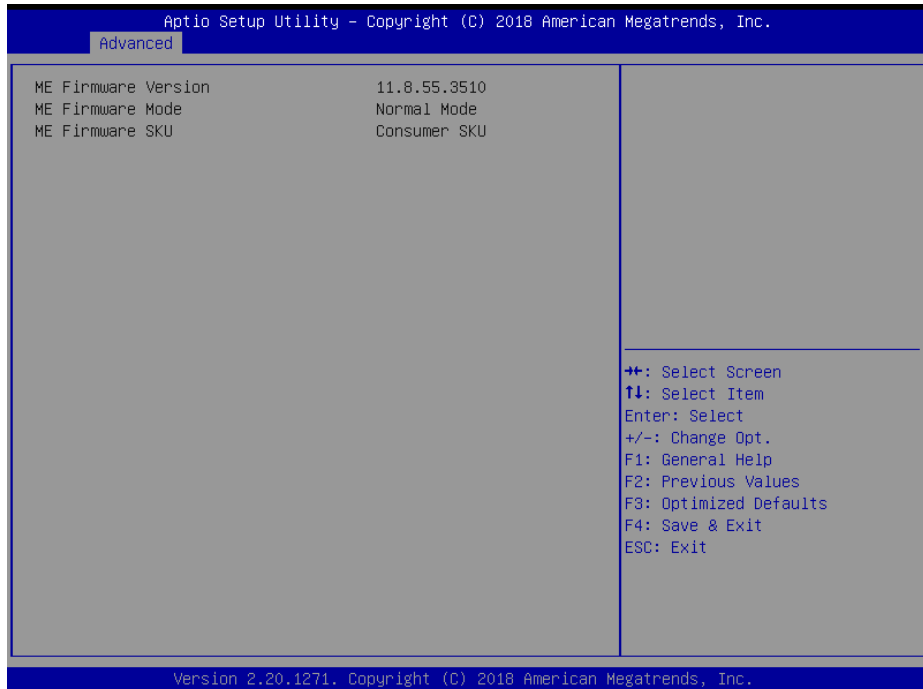 Aptio Setup Utility – Copyright (C) 2018 American Megatrends, Inc.
Advanced
ME Firmware Version 11.8.55.3510
ME Firmware Mode Normal Mode
ME Firmware SKU Consumer SKU
→←: Select Screen
↑↓: Select Item
Enter: Select
+/-: Change Opt.
F1: General Help
F2: Previous Values
F3: Optimized Defaults
F4: Save & Exit
ESC: Exit
Version 2.20.1271. Copyright (C) 2018 American Megatrends, Inc.